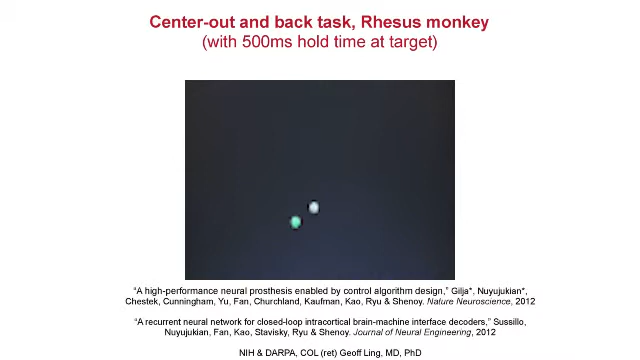 Center-out and back task, Rhesus monkey
(with 500ms hold time at target)
“A high-performance neural prosthesis enabled by control algorithm design,” Gilja*, Nuyujukian*,
Chestek, Cunningham, Yu, Fan, Churchland, Kaufman, Kao, Ryu & Shenoy. Nature Neuroscience, 2012
“A recurrent neural network for closed-loop intracortical brain-machine interface decoders,” Sussillo,
Nuyujukian, Fan, Kao, Stavisky, Ryu & Shenoy. Journal of Neural Engineering, 2012
NIH & DARPA, COL (ret) Geoff Ling, MD, PhD